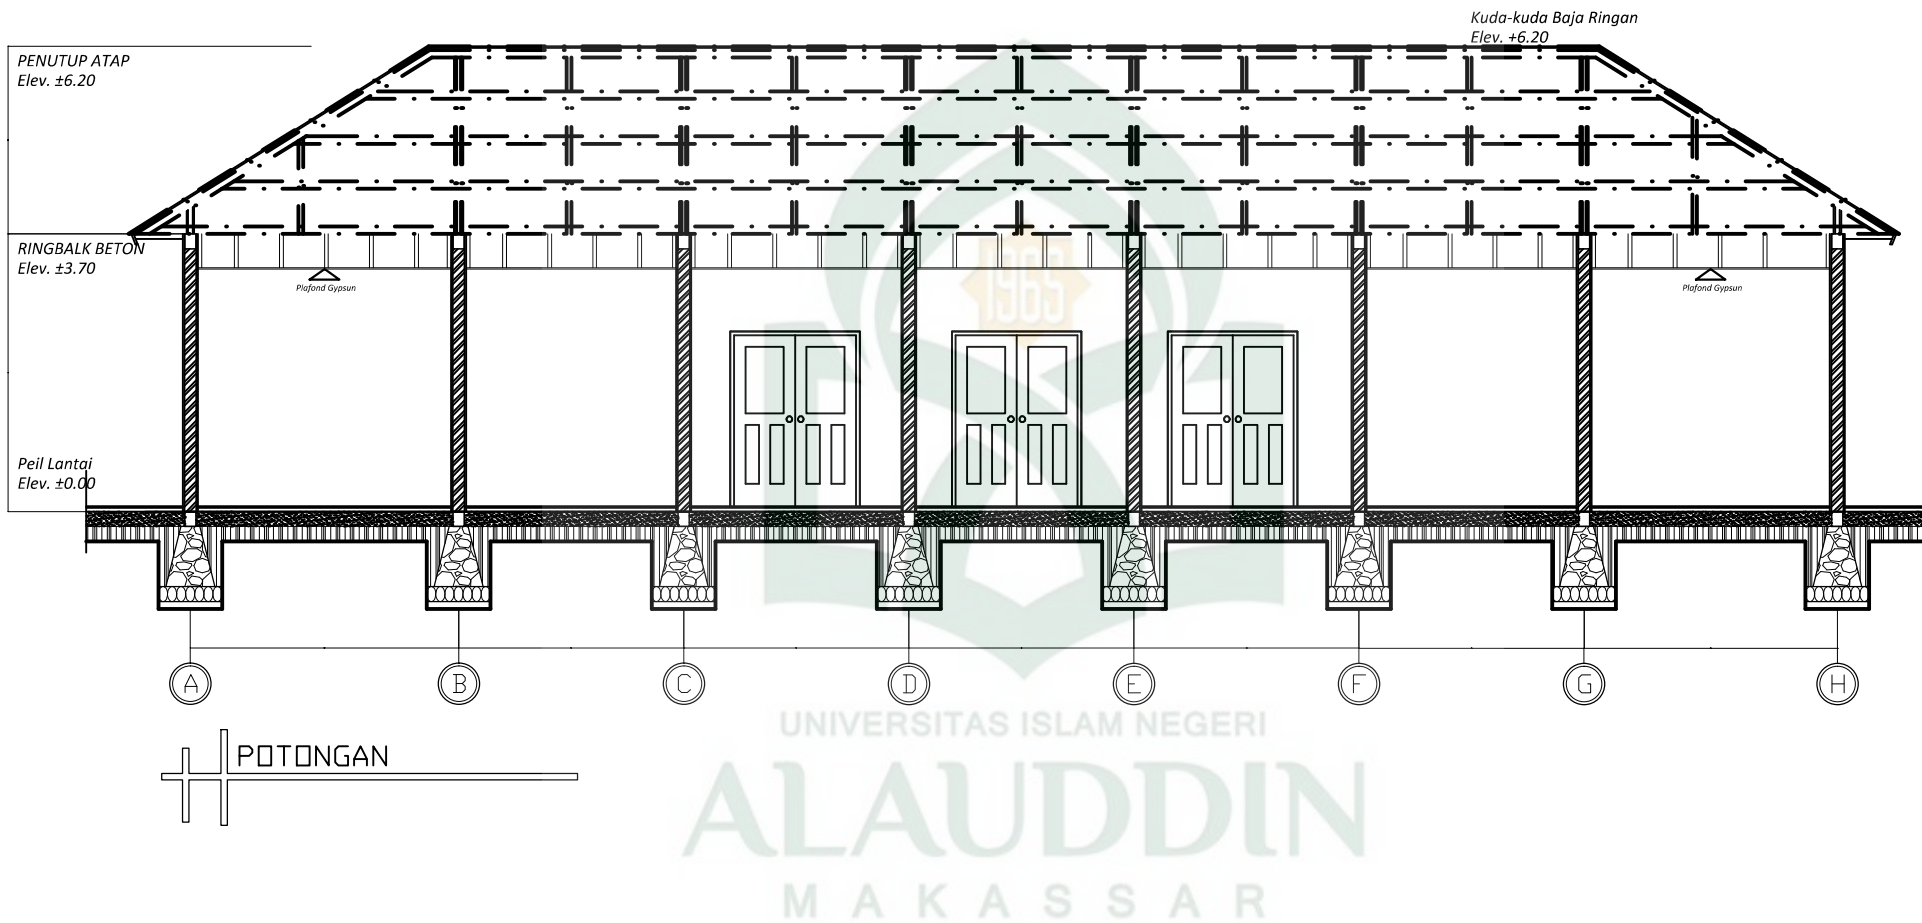 Kuda-kuda Baja Ringan
Elev. +6.20
PENUTUP ATAP
Elev. ±6.20
RINGBALK BETON
Elev. ±3.70
Plafond Gypsun
Plafond Gypsun
1965
Peil Lantai
Elev. ±0.00
A B C D E F G H
POTONGAN
UNIVERSITAS ISLAM NEGERI
ALAUDDIN
MAKASSAR